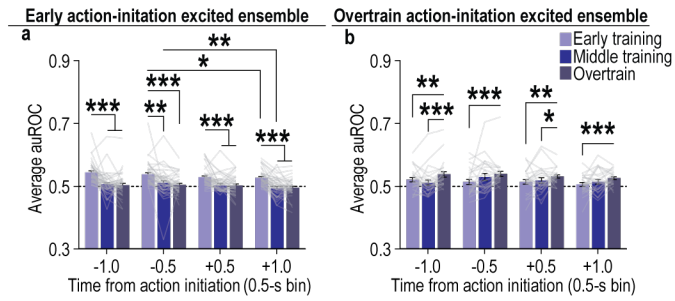 Early action-initation excited ensemble
Overtrain action-initation excited ensemble
a
b
Early training
Middle training
Overtrain
Average auROC
0.9
0.7
0.5
0.3
***
**
***
***
*
**
***
-1.0
-0.5
+0.5
+1.0
Time from action initiation (0.5-s bin)
Average auROC
0.9
0.7
0.5
0.3
**
***
***
**
*
***
-1.0
-0.5
+0.5
+1.0
Time from action initiation (0.5-s bin)